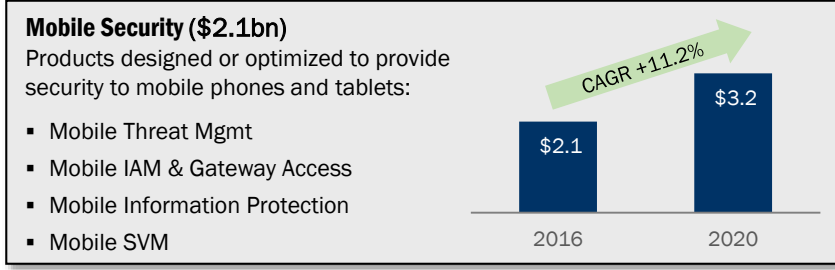 Mobile Security ($2.1bn)
Products designed or optimized to provide
security to mobile phones and tablets:
▪ Mobile Threat Mgmt
▪ Mobile IAM & Gateway Access
▪ Mobile Information Protection
▪ Mobile SVM
CAGR +11.2%
$2.1
$3.2
2016
2020